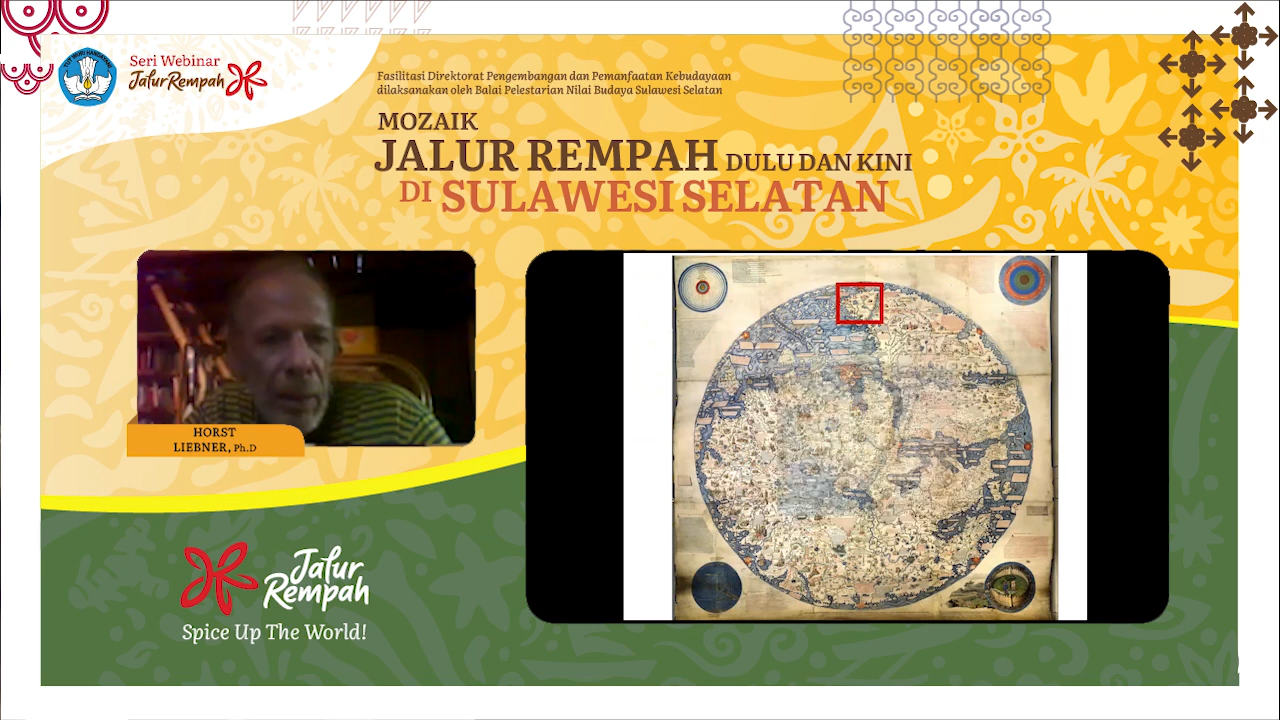 Seri Webinar
Jalur Rempah
Fasilitasi Direktorat Pengembangan dan Pemanfaatan Kebudayaan
dilaksanakan oleh Balai Pelestarian Nilai Budaya Sulawesi Selatan
MOZAIK
JALUR REMPAH DULU DAN KINI
DI SULAWESI SELATAN
HORST
LIEBNER, Ph.D
Jalur
Rempah
Spice Up The World!